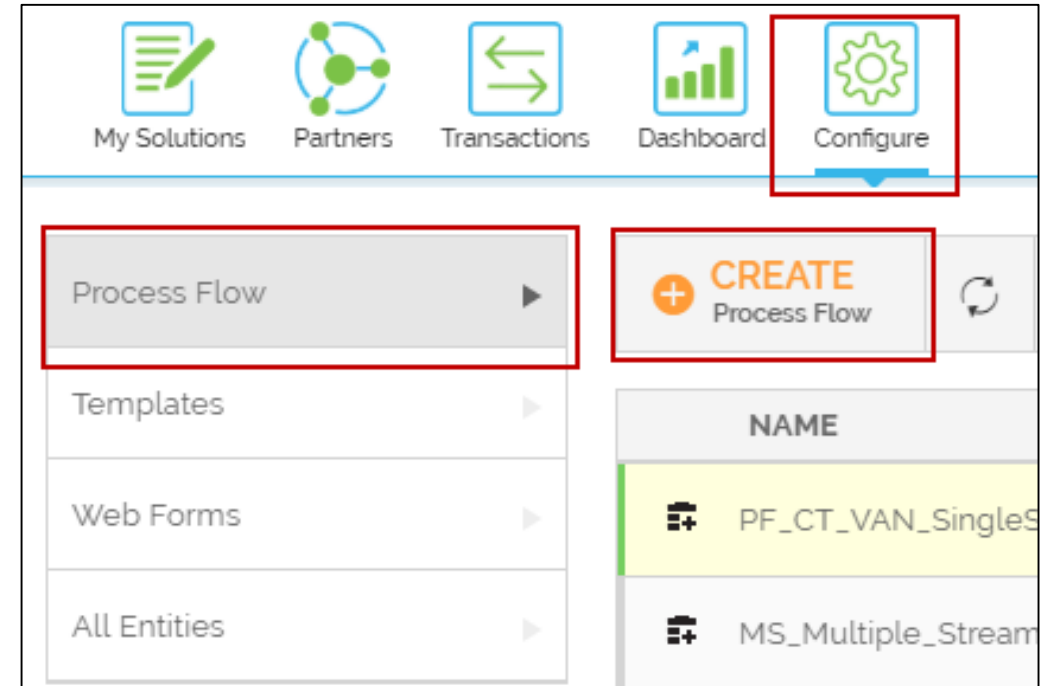 My Solutions
Partners
Transactions
Dashboard
Configure
Process Flow
Templates
Web Forms
All Entities
CREATE
Process Flow
NAME
PF_CT_VAN_SingleS
MS_Multiple_Stream